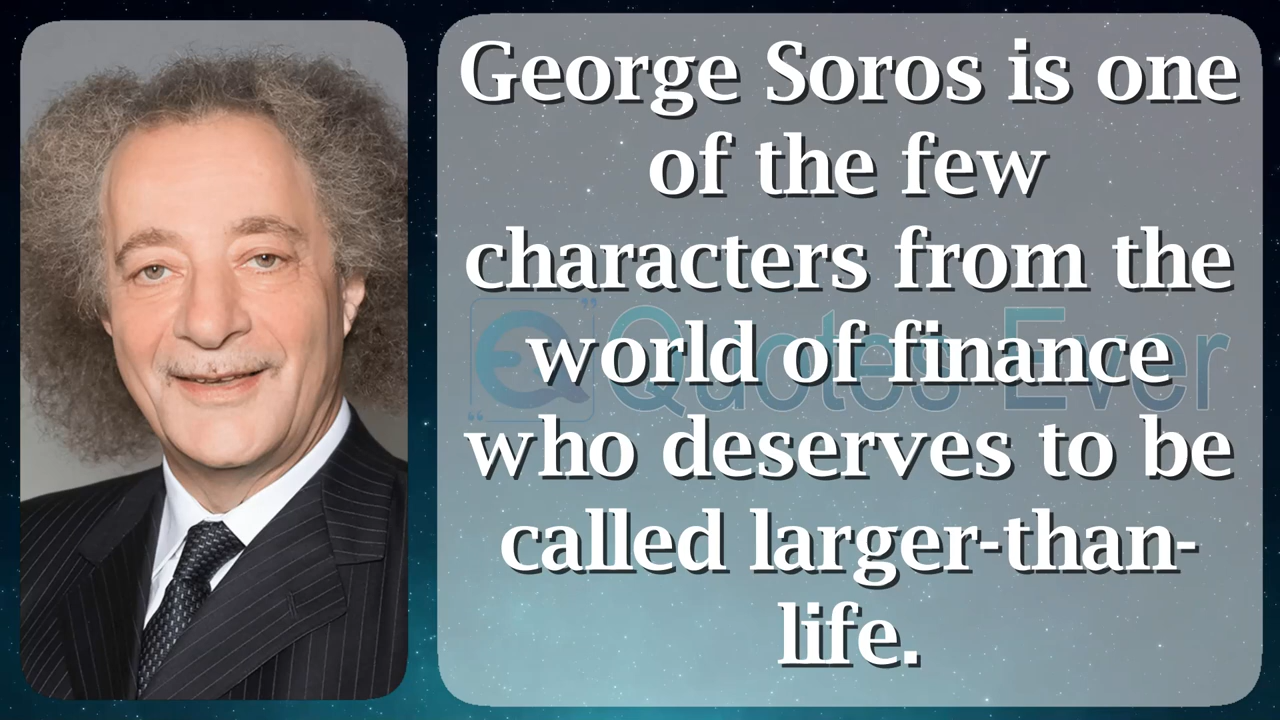 George Soros is one
of the few
characters from the
world of finance
who deserves to be
called larger-than-
life.
Quotes Ever